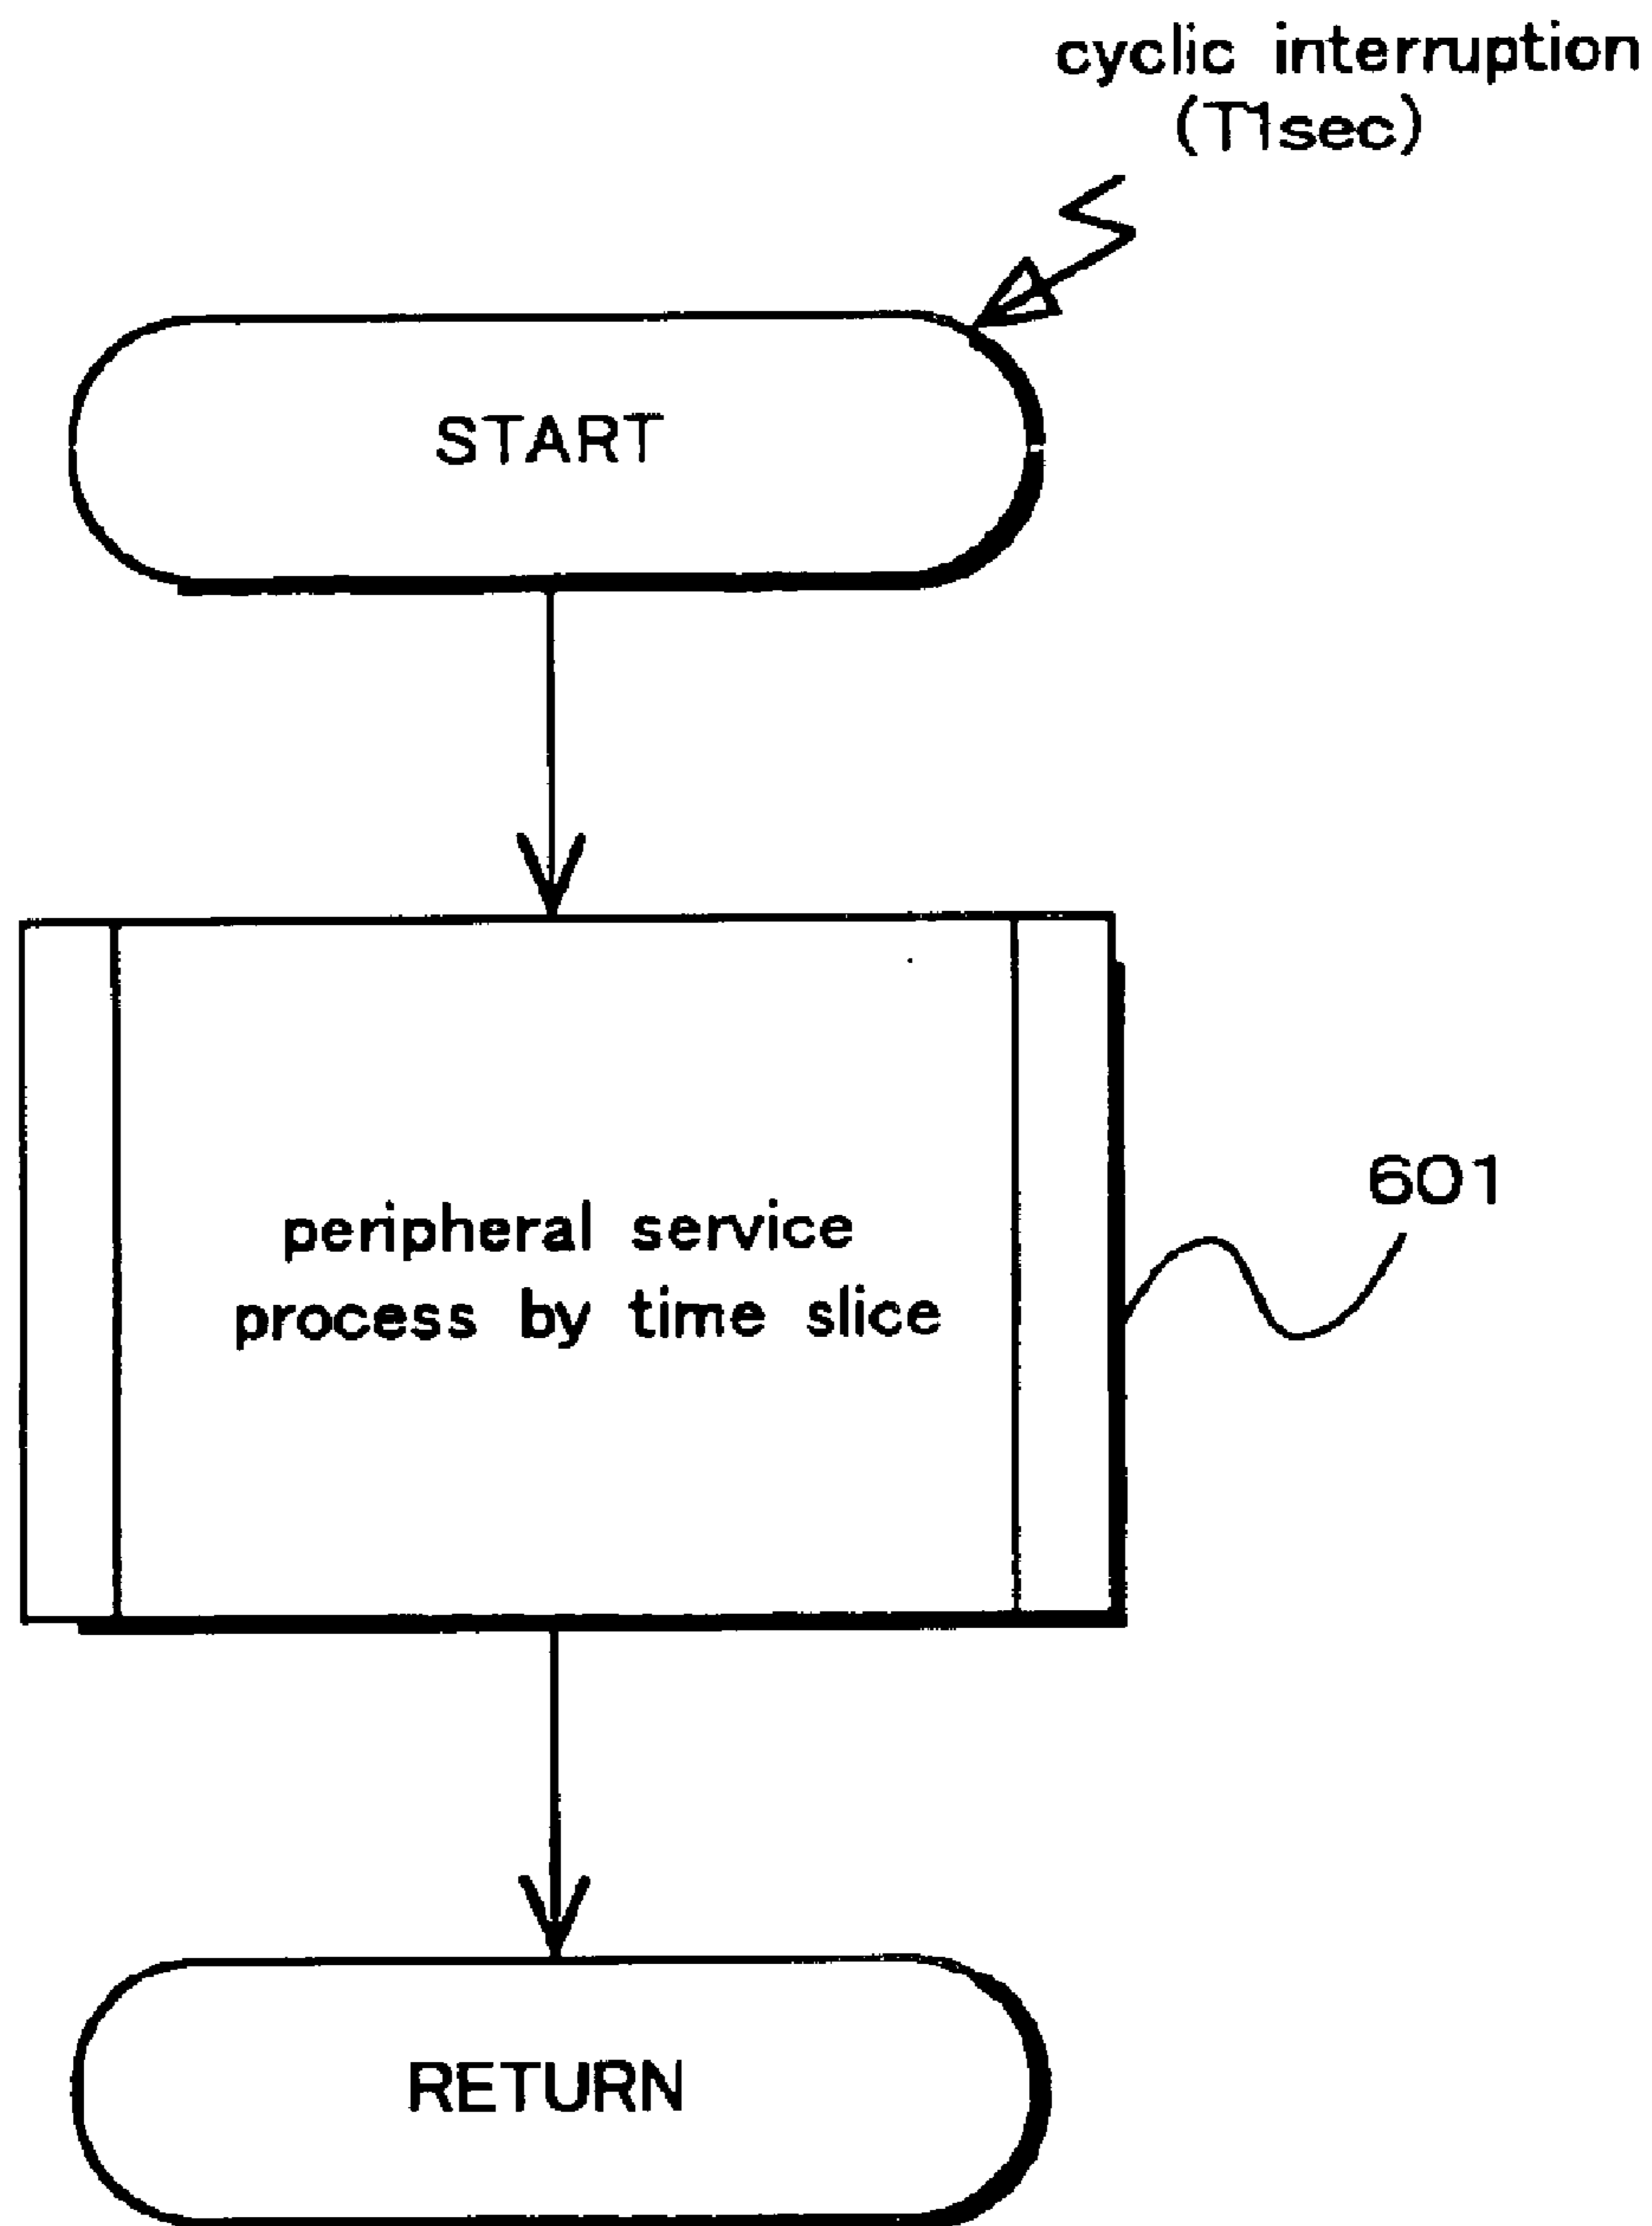 cyclic interruption
(T1sec)
START
peripheral service
process by time slice
601
RETURN